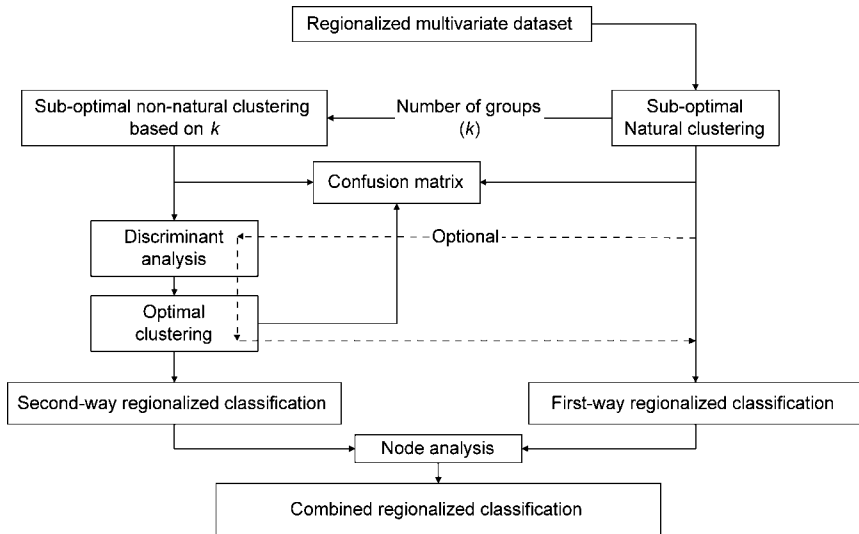 Regionalized multivariate dataset
Sub-optimal non-natural clustering
based on k
Number of groups
(k)
Sub-optimal
Natural clustering
Confusion matrix
Discriminant
analysis
Optional
Optimal
clustering
Second-way regionalized classification
First-way regionalized classification
Node analysis
Combined regionalized classification